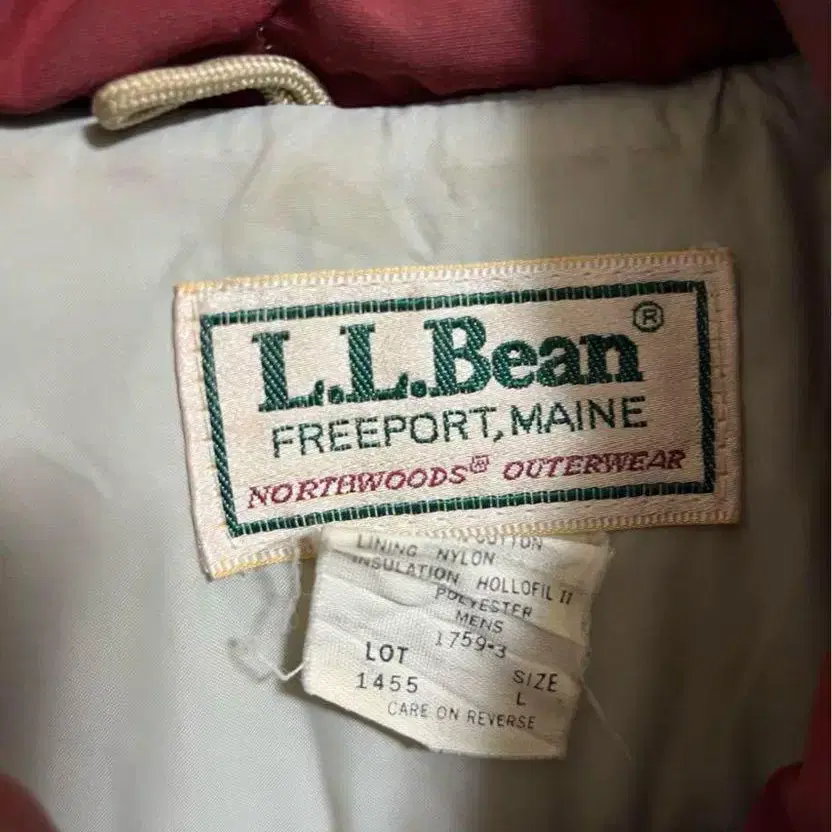 L.L.Bean®
FREEPORT, MAINE
NORTHWOODS® OUTERWEAR
COTTON
LINING NYLON
INSULATION HOLLOFIL II
POLYESTER
MENS
1759-3
LOT SIZE
1455 L
CARE ON REVERSE